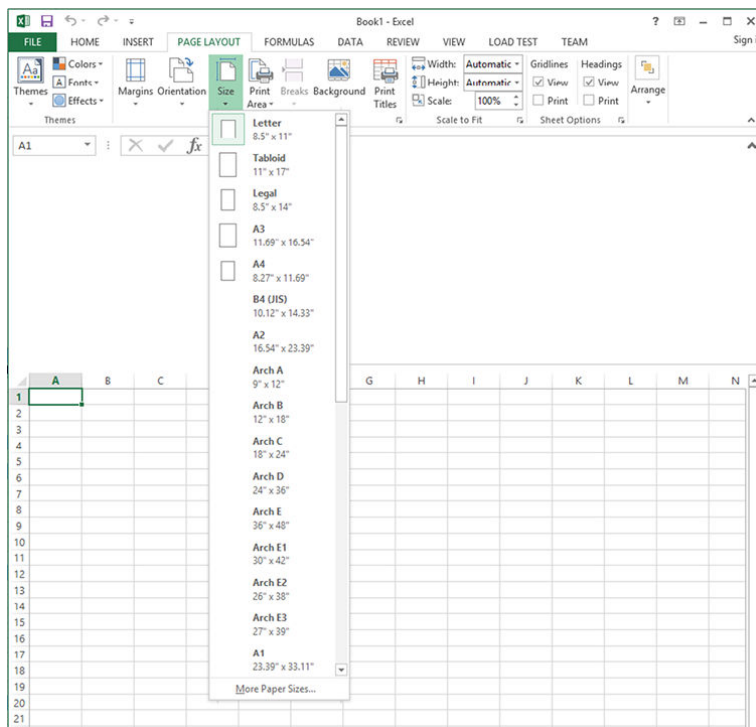 Book1 - Excel
?
FILE HOME INSERT PAGE LAYOUT FORMULAS DATA REVIEW VIEW LOAD TEST TEAM Sign i
Aa Themes
Colors
A Fonts
Effects
Margins Orientation Size Print Area Breaks Background Print Titles
Width: Automatic
Height: Automatic
Scale: 100%
Gridlines Headings
View View
Print Print
Arrange
Themes Scale to Fit Sheet Options
A1 fx
Letter
8.5" x 11"
Tabloid
11" x 17"
Legal
8.5" x 14"
A3
11.69" x 16.54"
A4
8.27" x 11.69"
B4 (JIS)
10.12" x 14.33"
A2
16.54" x 23.39"
Arch A
9" x 12"
Arch B
12" x 18"
Arch C
18" x 24"
Arch D
24" x 36"
Arch E
36" x 48"
Arch E1
30" x 42"
Arch E2
26" x 38"
Arch E3
27" x 39"
A1
23.39" x 33.11"
More Paper Sizes...
A B C G H I J K L M N
1
2
3
4
5
6
7
8
9
10
11
12
13
14
15
16
17
18
19
20
21